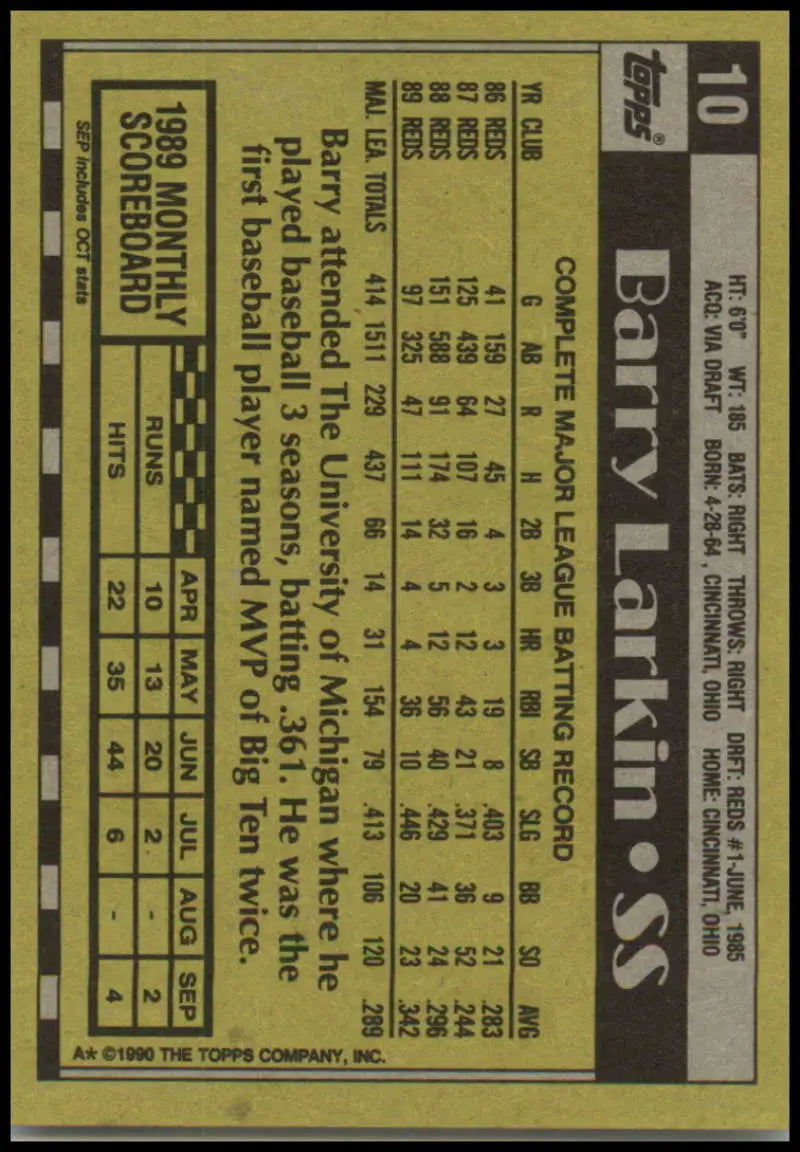 10
topps®
HT: 6'0" WT: 185 BATS: RIGHT THROWS: RIGHT DRFT: REDS #1-JUNE, 1985
ACQ: VIA DRAFT BORN: 4-28-64, CINCINNATI, OHIO HOME: CINCINNATI, OHIO
Barry Larkin • SS
COMPLETE MAJOR LEAGUE BATTING RECORD
YR CLUB G AB R H 2B 3B HR RBI SB SLG BB SO AVG
86 REDS 41 159 27 45 4 3 3 19 8 .403 9 21 .283
87 REDS 125 439 64 107 16 2 12 43 21 .371 36 52 .244
88 REDS 151 588 91 174 32 5 12 56 40 .429 41 24 .296
89 REDS 97 325 47 111 14 4 4 36 10 .446 20 23 .342
MAJ. LEA. TOTALS 414 1511 229 437 66 14 31 154 79 .413 106 120 .289
Barry attended The University of Michigan where he
played baseball 3 seasons, batting .361. He was the
first baseball player named MVP of Big Ten twice.
1989 MONTHLY
SCOREBOARD
APR MAY JUN JUL AUG SEP
RUNS 10 13 20 2 - 2
HITS 22 35 44 6 - 4
SEP includes OCT stats
A* ©1990 THE TOPPS COMPANY, INC.